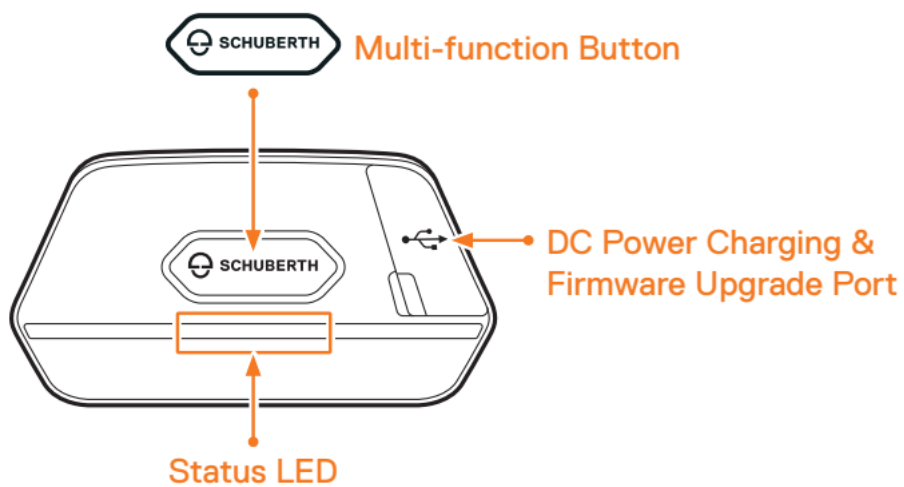 SCHUBERTH Multi-function Button
SCHUBERTH
DC Power Charging &
Firmware Upgrade Port
Status LED